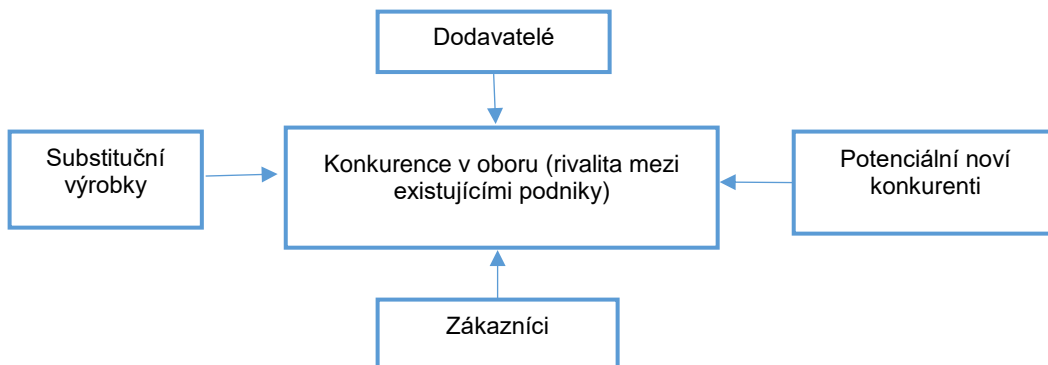 Dodavatelé
Substituční
výrobky
Konkurence v oboru (rivalita mezi
existujícími podniky)
Potenciální noví
konkurenti
Zákazníci